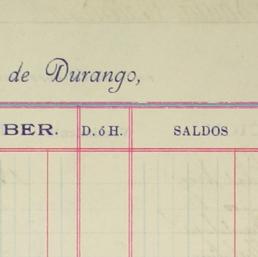 de Durango,
BER. D. ó H. SALDOS